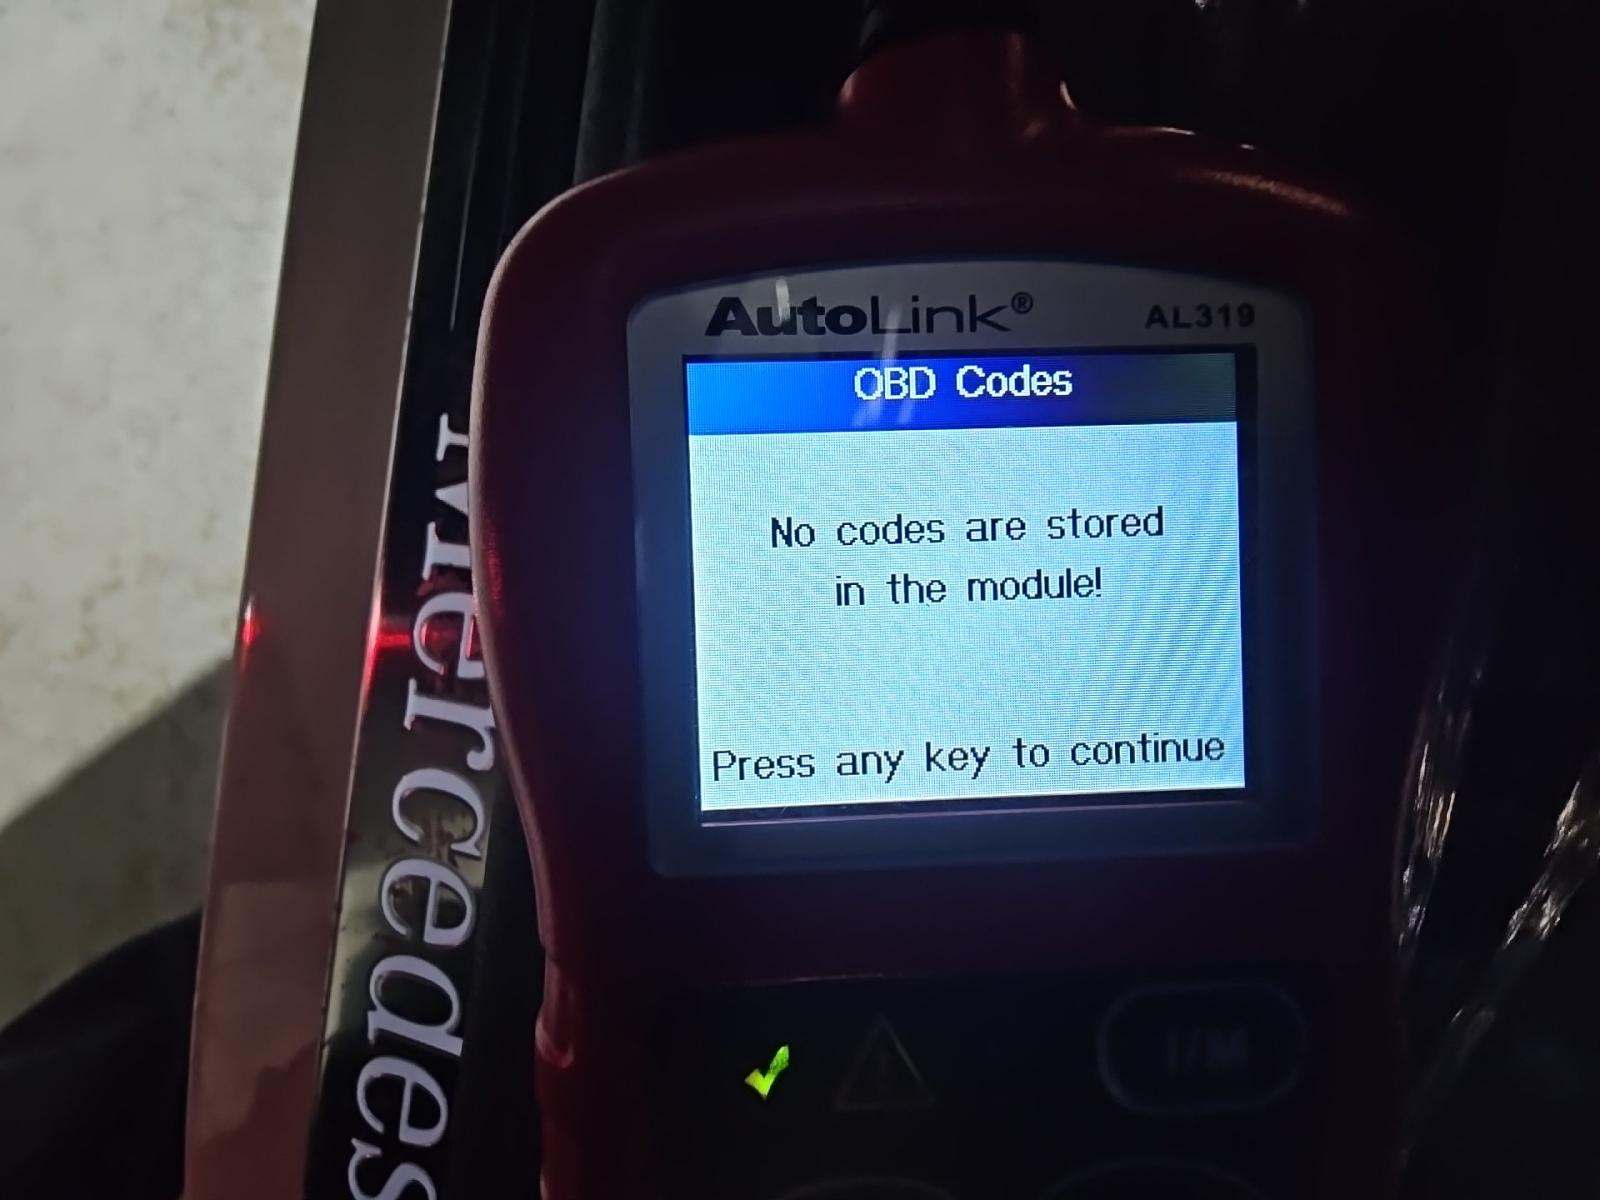 AutoLink® AL319
OBD Codes
No codes are stored
in the module!
Press any key to continue
I/M
Mercedes